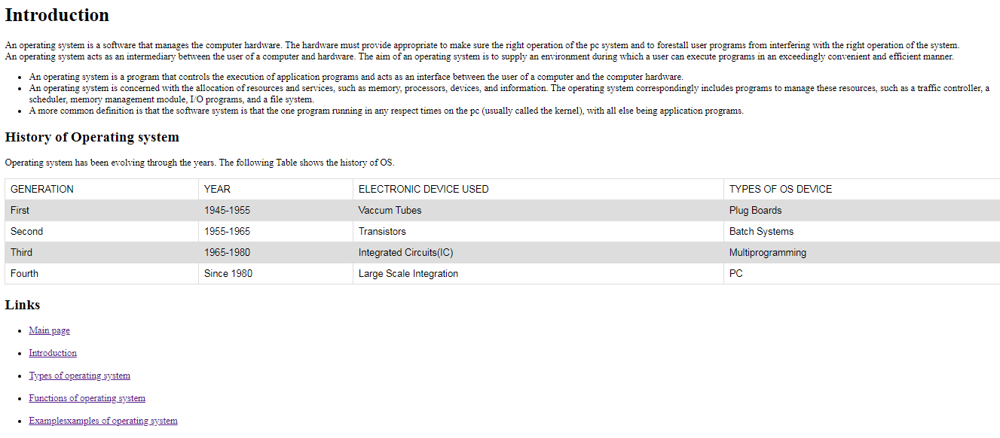 Introduction
An operating system is a software that manages the computer hardware. The hardware must provide appropriate to make sure the right operation of the pc system and to forestall user programs from interfering with the right operation of the system.
An operating system acts as an intermediary between the user of a computer and hardware. The aim of an operating system is to supply an environment during which a user can execute programs in an exceedingly convenient and efficient manner.
• An operating system is a program that controls the execution of application programs and acts as an interface between the user of a computer and the computer hardware.
• An operating system is concerned with the allocation of resources and services, such as memory, processors, devices, and information. The operating system correspondingly includes programs to manage these resources, such as a traffic controller, a
scheduler, memory management module, I/O programs, and a file system.
• A more common definition is that the software system is that the one program running in any respect times on the pc (usually called the kernel), with all else being application programs.
History of Operating system
Operating system has been evolving through the years. The following Table shows the history of OS.
GENERATION YEAR ELECTRONIC DEVICE USED TYPES OF OS DEVICE
First 1945-1955 Vaccum Tubes Plug Boards
Second 1955-1965 Transistors Batch Systems
Third 1965-1980 Integrated Circuits(IC) Multiprogramming
Fourth Since 1980 Large Scale Integration PC
Links
• Main page
• Introduction
• Types of operating system
• Functions of operating system
• Examplesxamples of operating system